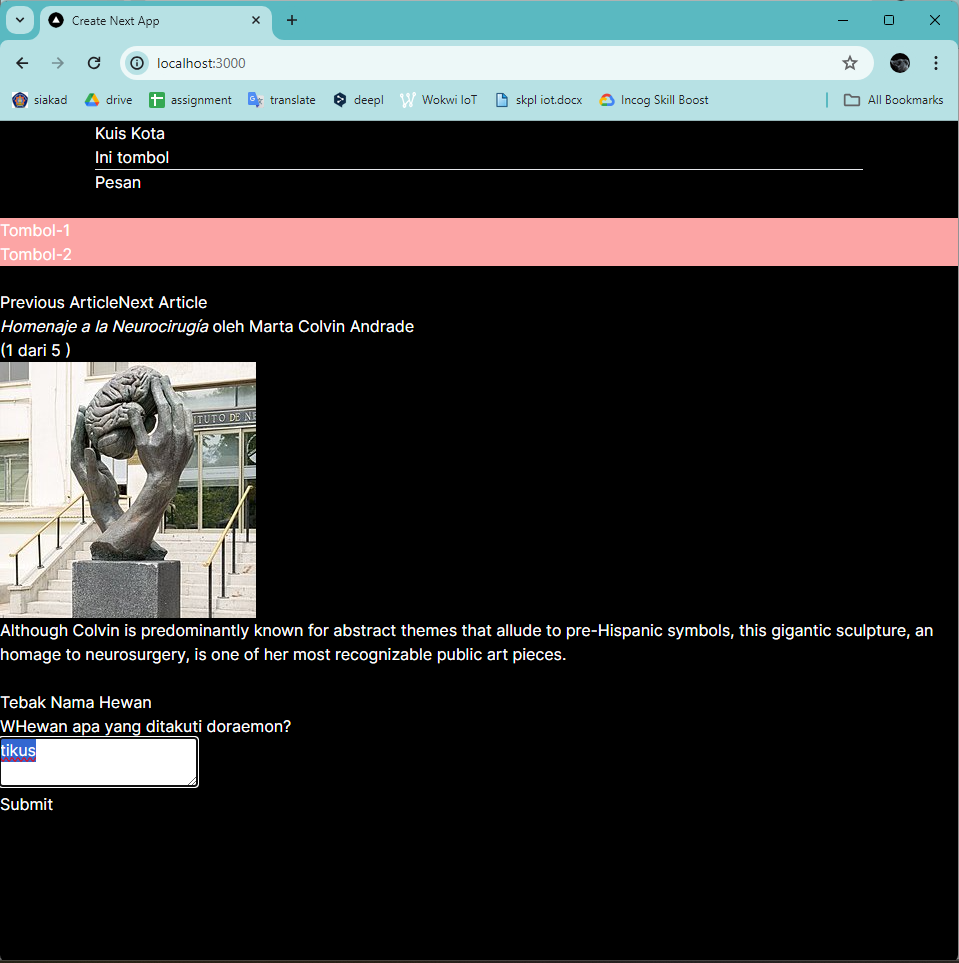 Create Next App
localhost:3000
siakad
drive
assignment
translate
deepl
Wokwi IoT
skpl iot.docx
Incog Skill Boost
All Bookmarks
Kuis Kota
Ini tombol
Pesan
Tombol-1
Tombol-2
Previous ArticleNext Article
Homenaje a la Neurocirugía oleh Marta Colvin Andrade
(1 dari 5 )
TUTO DE NE
Although Colvin is predominantly known for abstract themes that allude to pre-Hispanic symbols, this gigantic sculpture, an
homage to neurosurgery, is one of her most recognizable public art pieces.
Tebak Nama Hewan
WHewan apa yang ditakuti doraemon?
tikus
Submit